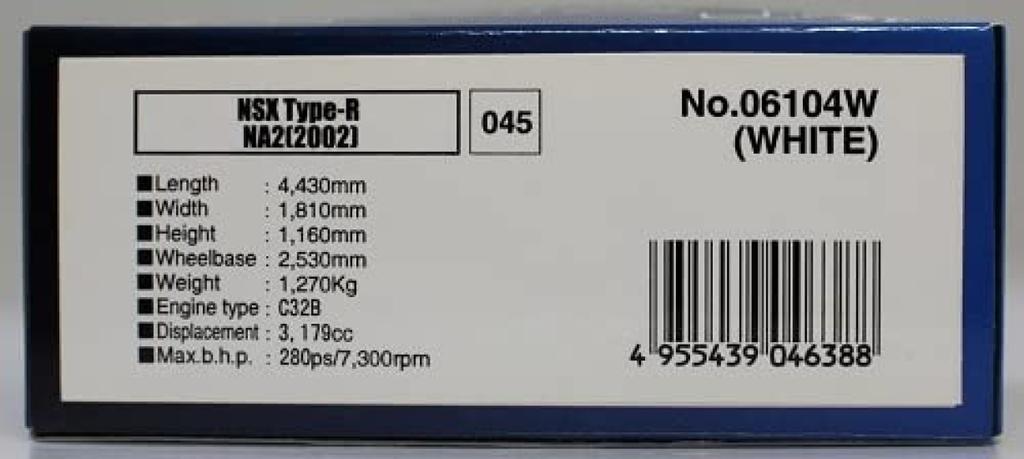 NSX Type-R
NA2(2002)
045
No.06104W
(WHITE)
■Length : 4,430mm
■Width : 1,810mm
■Height : 1,160mm
■Wheelbase : 2,530mm
■Weight : 1,270Kg
■Engine type : C32B
■Displacement : 3,179cc
■Max.b.h.p. : 280ps/7,300rpm
4 955439 046388